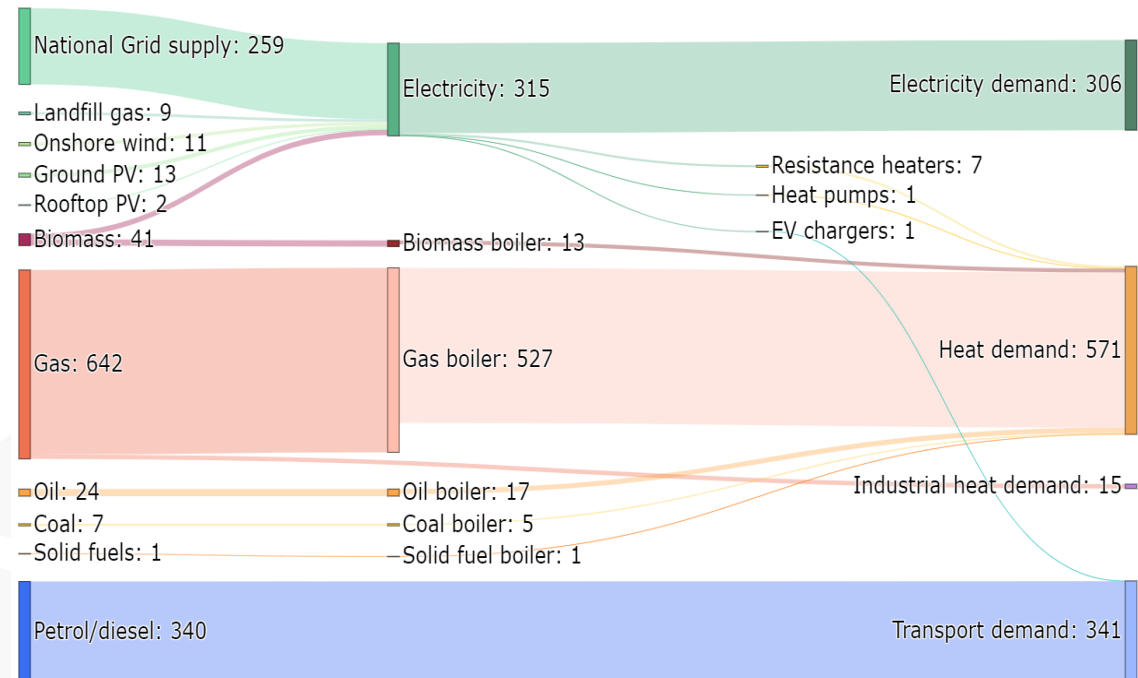 National Grid supply: 259
Landfill gas: 9
Onshore wind: 11
Ground PV: 13
Rooftop PV: 2
Biomass: 41
Gas: 642
Oil: 24
Coal: 7
Solid fuels: 1
Petrol/diesel: 340
Electricity: 315
Biomass boiler: 13
Gas boiler: 527
Oil boiler: 17
Coal boiler: 5
Solid fuel boiler: 1
Resistance heaters: 7
Heat pumps: 1
EV chargers: 1
Electricity demand: 306
Heat demand: 571
Industrial heat demand: 15
Transport demand: 341